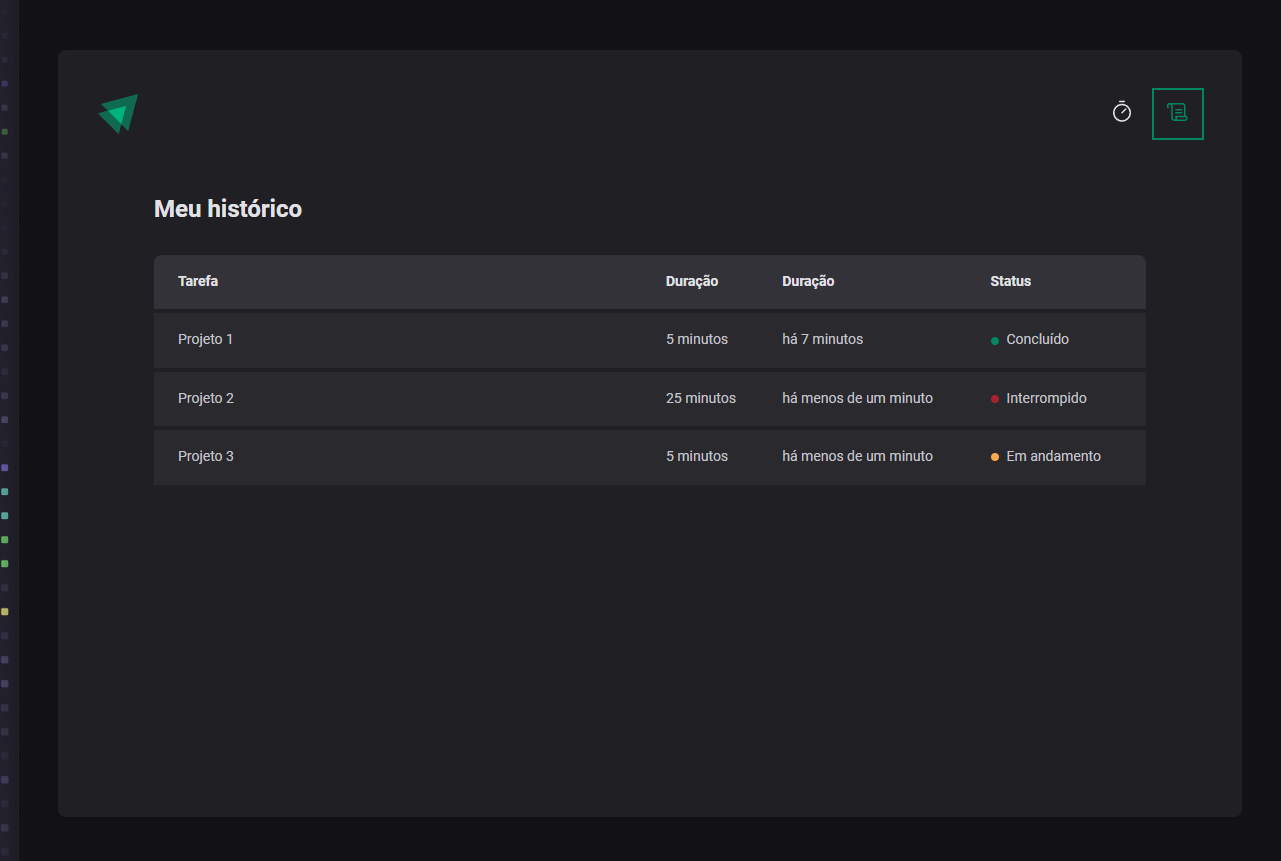 Meu histórico
Tarefa Duração Duração Status
Projeto 1 5 minutos há 7 minutos Concluído
Projeto 2 25 minutos há menos de um minuto Interrompido
Projeto 3 5 minutos há menos de um minuto Em andamento